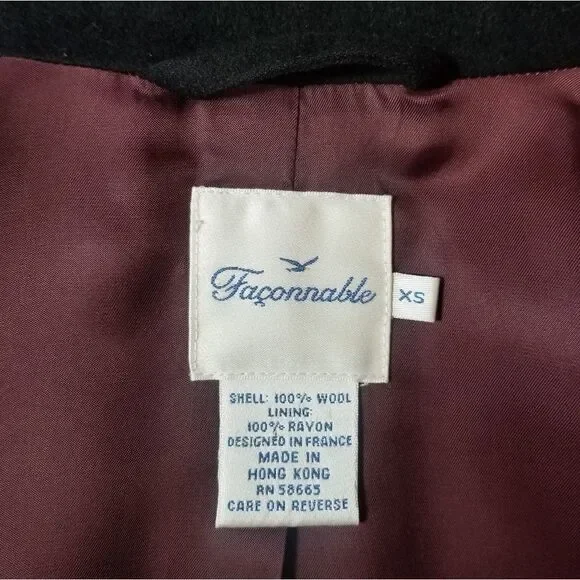 Façonnable
XS
SHELL: 100% WOOL
LINING:
100% RAYON
DESIGNED IN FRANCE
MADE IN
HONG KONG
RN 58665
CARE ON REVERSE